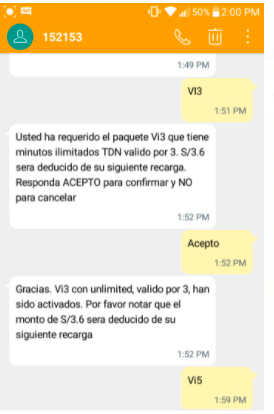 50% 2:00 PM
152153
1:49 PM
VI3
1:51 PM
Usted ha requerido el paquete Vi3 que tiene
minutos ilimitados TDN valido por 3. S/3.6
sera deducido de su siguiente recarga.
Responda ACEPTO para confirmar y NO
para cancelar
1:52 PM
Acepto
1:52 PM
Gracias. Vi3 con unlimited, valido por 3, han
sido activados. Por favor notar que el
monto de S/3.6 sera deducido de su
siguiente recarga
1:52 PM
Vi5
1:59 PM